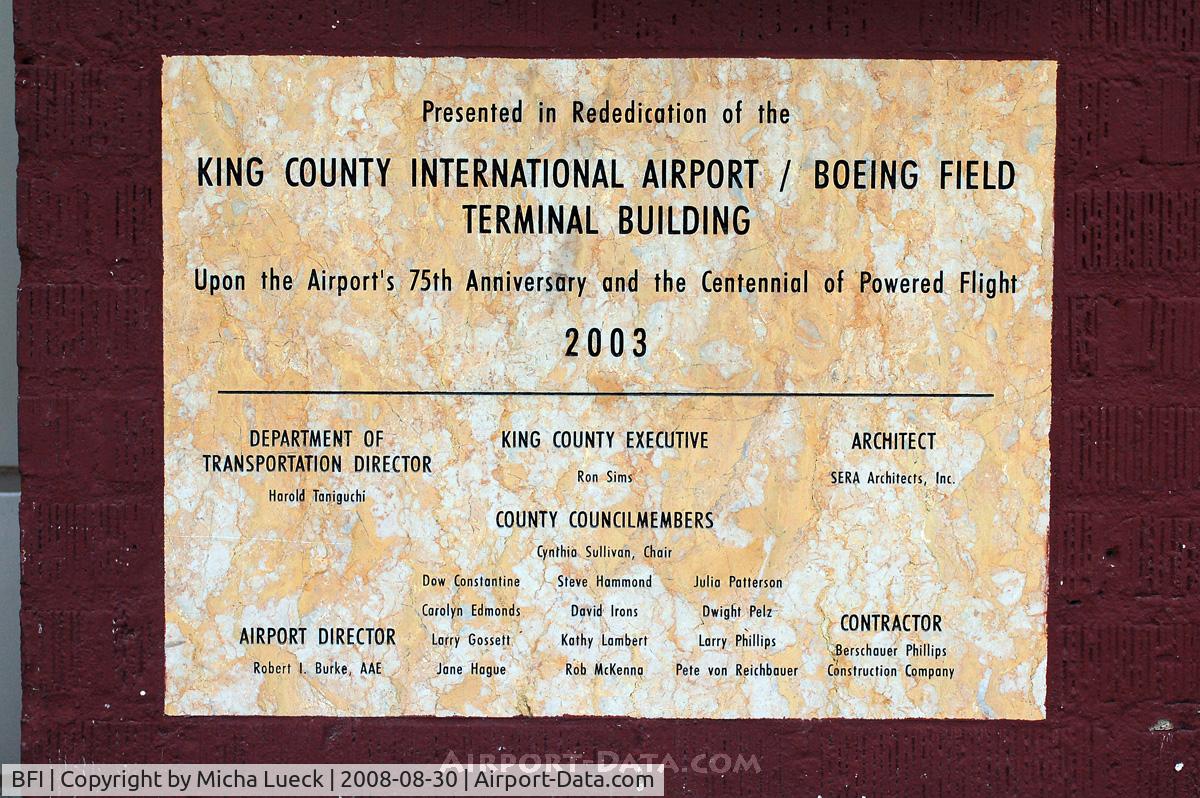 Presented in Rededication of the
KING COUNTY INTERNATIONAL AIRPORT / BOEING FIELD
TERMINAL BUILDING
Upon the Airport's 75th Anniversary and the Centennial of Powered Flight
2003
DEPARTMENT OF
TRANSPORTATION DIRECTOR
Harold Taniguchi
KING COUNTY EXECUTIVE
Ron Sims
ARCHITECT
SERA Architects, Inc.
COUNTY COUNCILMEMBERS
Cynthia Sullivan, Chair
Dow Constantine Steve Hammond Julia Patterson
Carolyn Edmonds David Irons Dwight Pelz
Larry Gossett Kathy Lambert Larry Phillips
Jane Hague Rob McKenna Pete von Reichbauer
AIRPORT DIRECTOR
Robert I. Burke, AAE
CONTRACTOR
Berschauer Phillips
Construction Company
AIRPORT-DATA.COM
BFI | Copyright by Micha Lueck | 2008-08-30 | Airport-Data.com